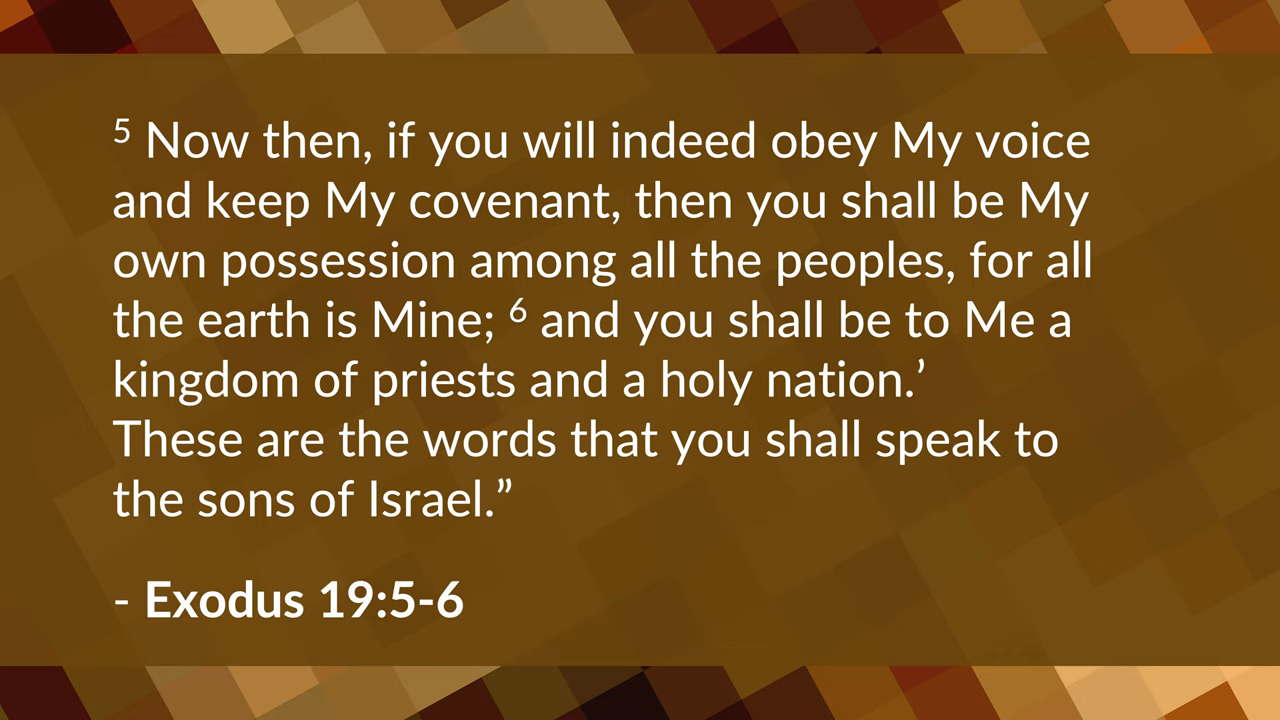 5 Now then, if you will indeed obey My voice
and keep My covenant, then you shall be My
own possession among all the peoples, for all
the earth is Mine; 6 and you shall be to Me a
kingdom of priests and a holy nation.’
These are the words that you shall speak to
the sons of Israel.”
- Exodus 19:5-6